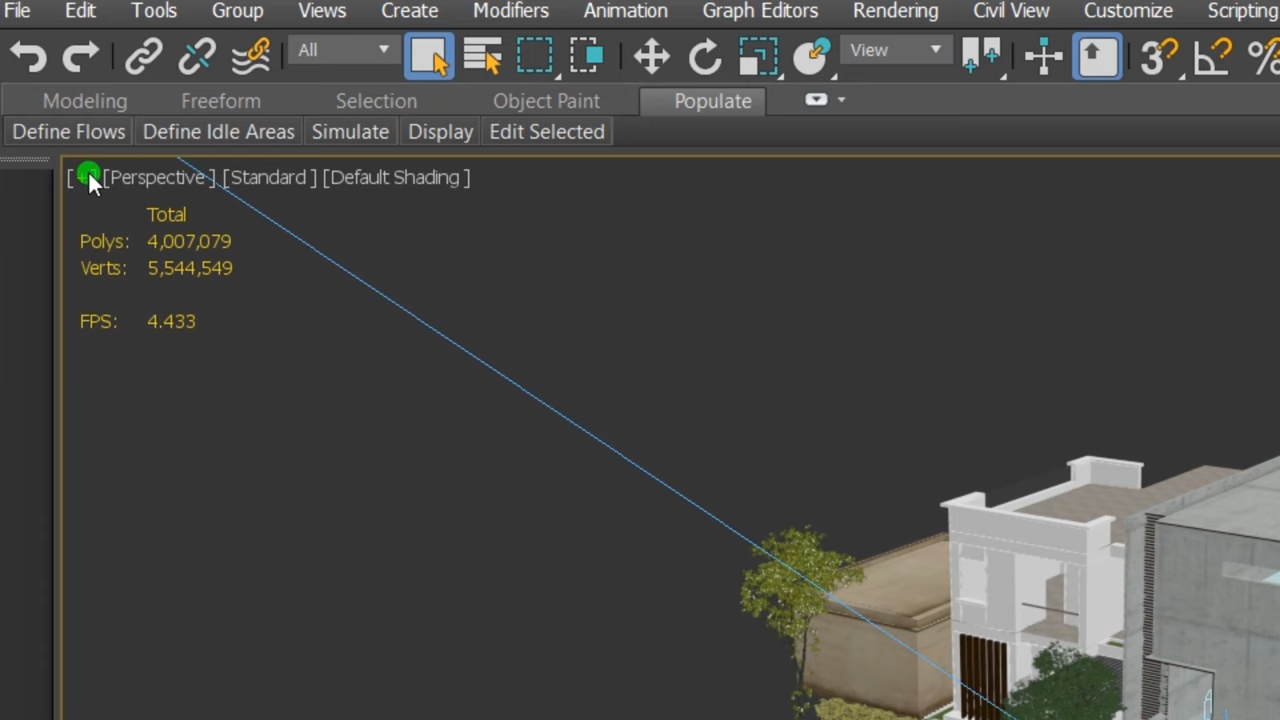 File Edit Tools Group Views Create Modifiers Animation Graph Editors Rendering Civil View Customize Scripting
All View 3 %
Modeling Freeform Selection Object Paint Populate
Define Flows Define Idle Areas Simulate Display Edit Selected
[Perspective ] [Standard ] [Default Shading ]
Total
Polys: 4,007,079
Verts: 5,544,549
FPS: 4.433